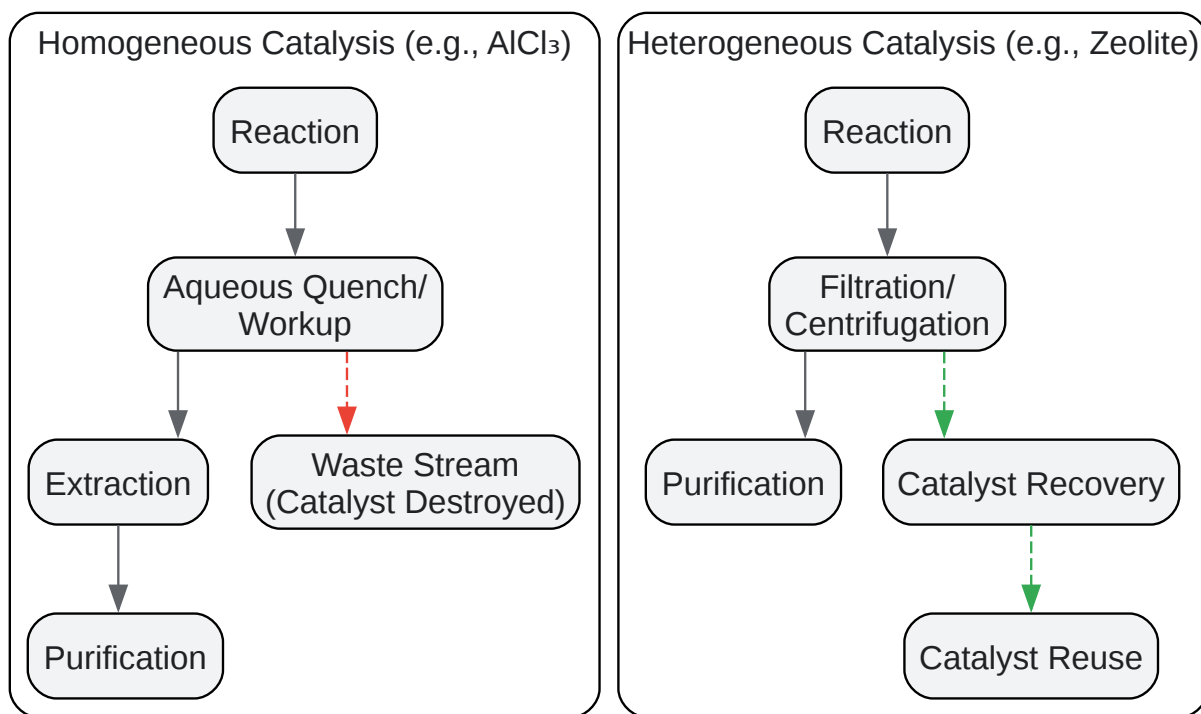 Homogeneous Catalysis (e.g., AlCl₃)
Reaction
Aqueous Quench/
Workup
Extraction
Waste Stream
(Catalyst Destroyed)
Purification
Heterogeneous Catalysis (e.g., Zeolite)
Reaction
Filtration/
Centrifugation
Purification
Catalyst Recovery
Catalyst Reuse